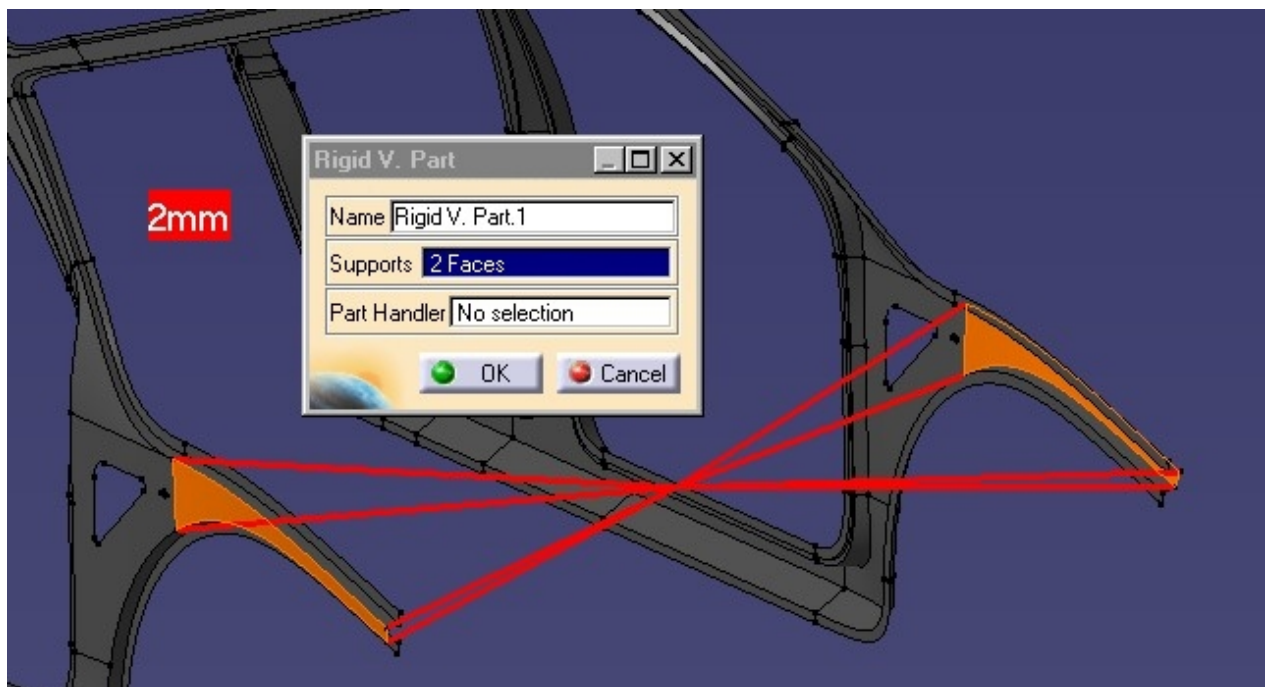 Rigid V. Part
2mm
Name Rigid V. Part.1
Supports 2 Faces
Part Handler No selection
OK Cancel